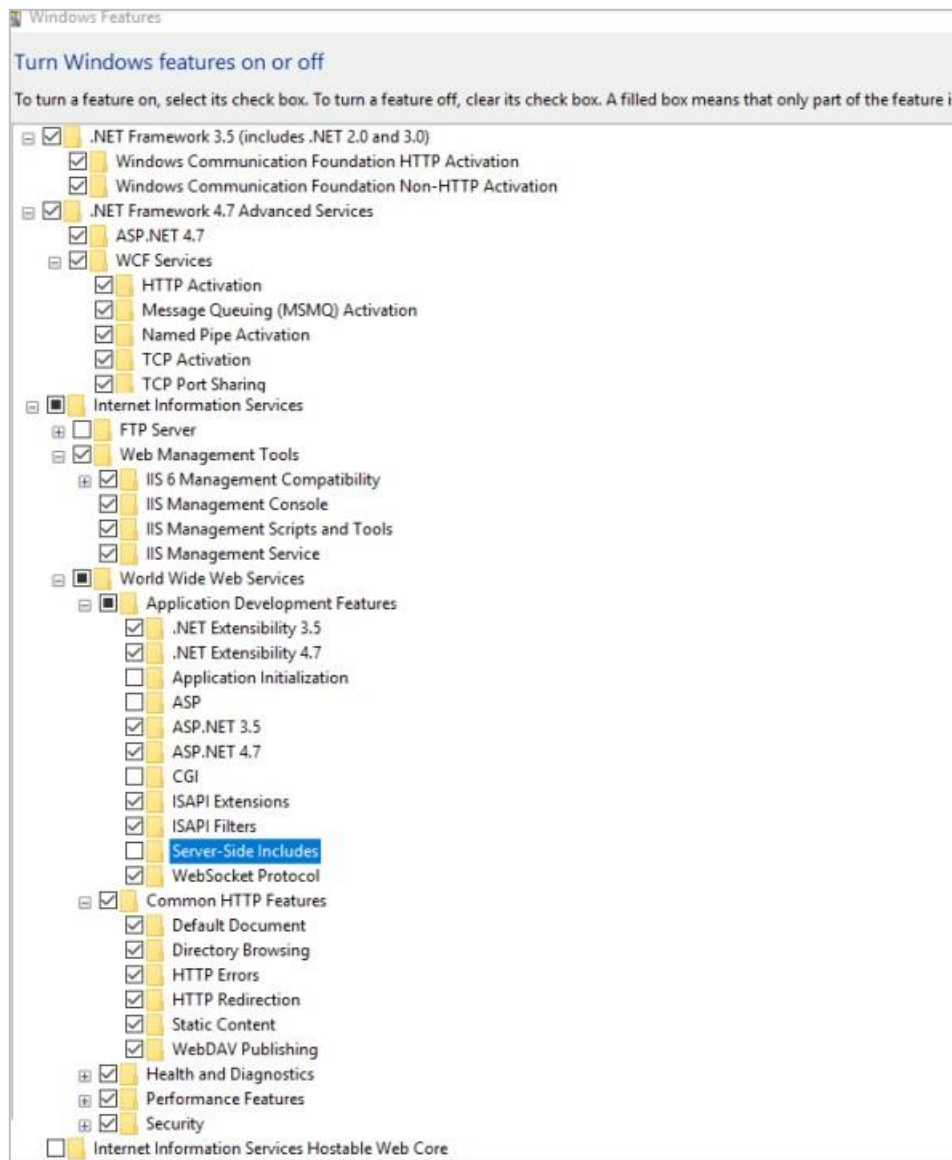 Windows Features
Turn Windows features on or off
To turn a feature on, select its check box. To turn a feature off, clear its check box. A filled box means that only part of the feature i
.NET Framework 3.5 (includes .NET 2.0 and 3.0)
Windows Communication Foundation HTTP Activation
Windows Communication Foundation Non-HTTP Activation
.NET Framework 4.7 Advanced Services
ASP.NET 4.7
WCF Services
HTTP Activation
Message Queuing (MSMQ) Activation
Named Pipe Activation
TCP Activation
TCP Port Sharing
Internet Information Services
FTP Server
Web Management Tools
IIS 6 Management Compatibility
IIS Management Console
IIS Management Scripts and Tools
IIS Management Service
World Wide Web Services
Application Development Features
.NET Extensibility 3.5
.NET Extensibility 4.7
Application Initialization
ASP
ASP.NET 3.5
ASP.NET 4.7
CGI
ISAPI Extensions
ISAPI Filters
Server-Side Includes
WebSocket Protocol
Common HTTP Features
Default Document
Directory Browsing
HTTP Errors
HTTP Redirection
Static Content
WebDAV Publishing
Health and Diagnostics
Performance Features
Security
Internet Information Services Hostable Web Core